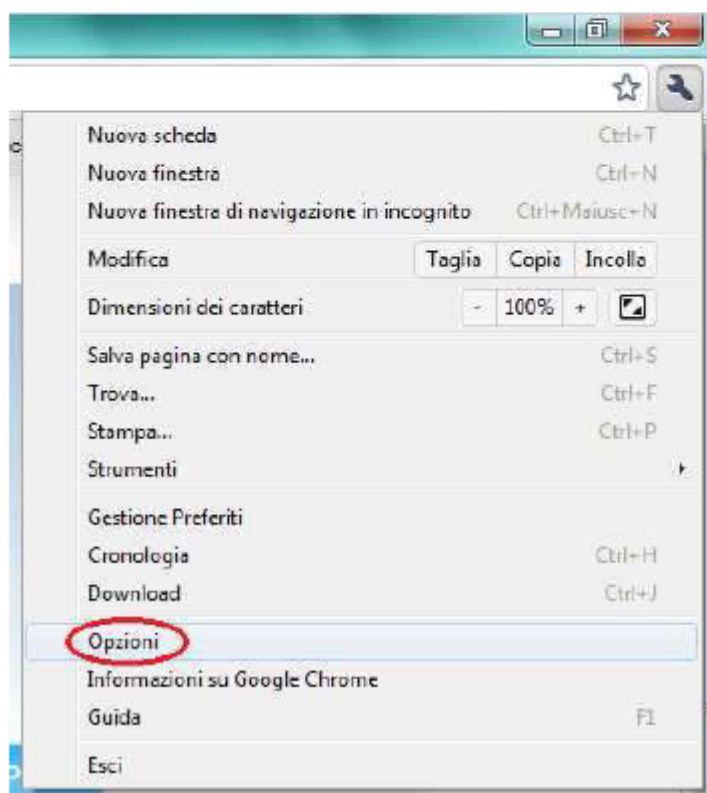 Nuova scheda Ctrl+T
Nuova finestra Ctrl+N
Nuova finestra di navigazione in incognito Ctrl+Maiusc+N
Modifica Taglia Copia Incolla
Dimensioni dei caratteri - 100% +
Salva pagina con nome... Ctrl+S
Trova... Ctrl+F
Stampa... Ctrl+P
Strumenti
Gestione Preferiti
Cronologia Ctrl+H
Download Ctrl+J
Opzioni
Informazioni su Google Chrome
Guida F1
Esci